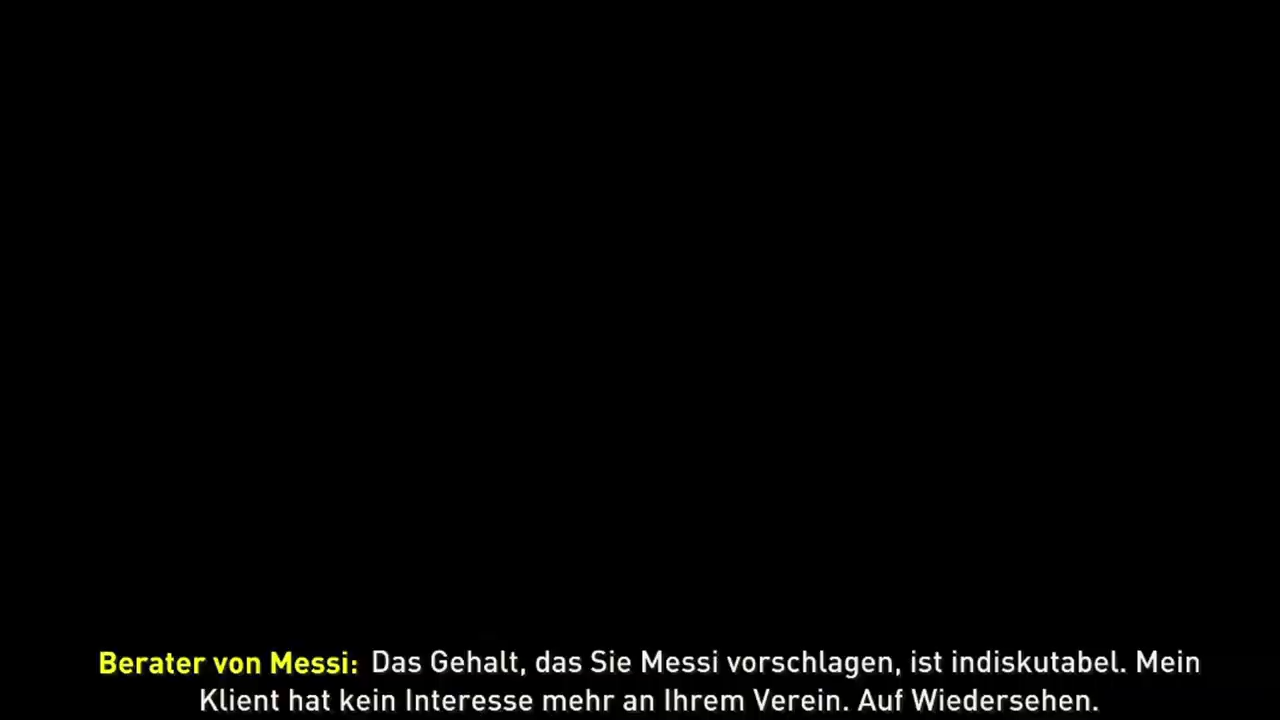 Berater von Messi: Das Gehalt, das Sie Messi vorschlagen, ist indiskutabel. Mein
Klient hat kein Interesse mehr an Ihrem Verein. Auf Wiedersehen.